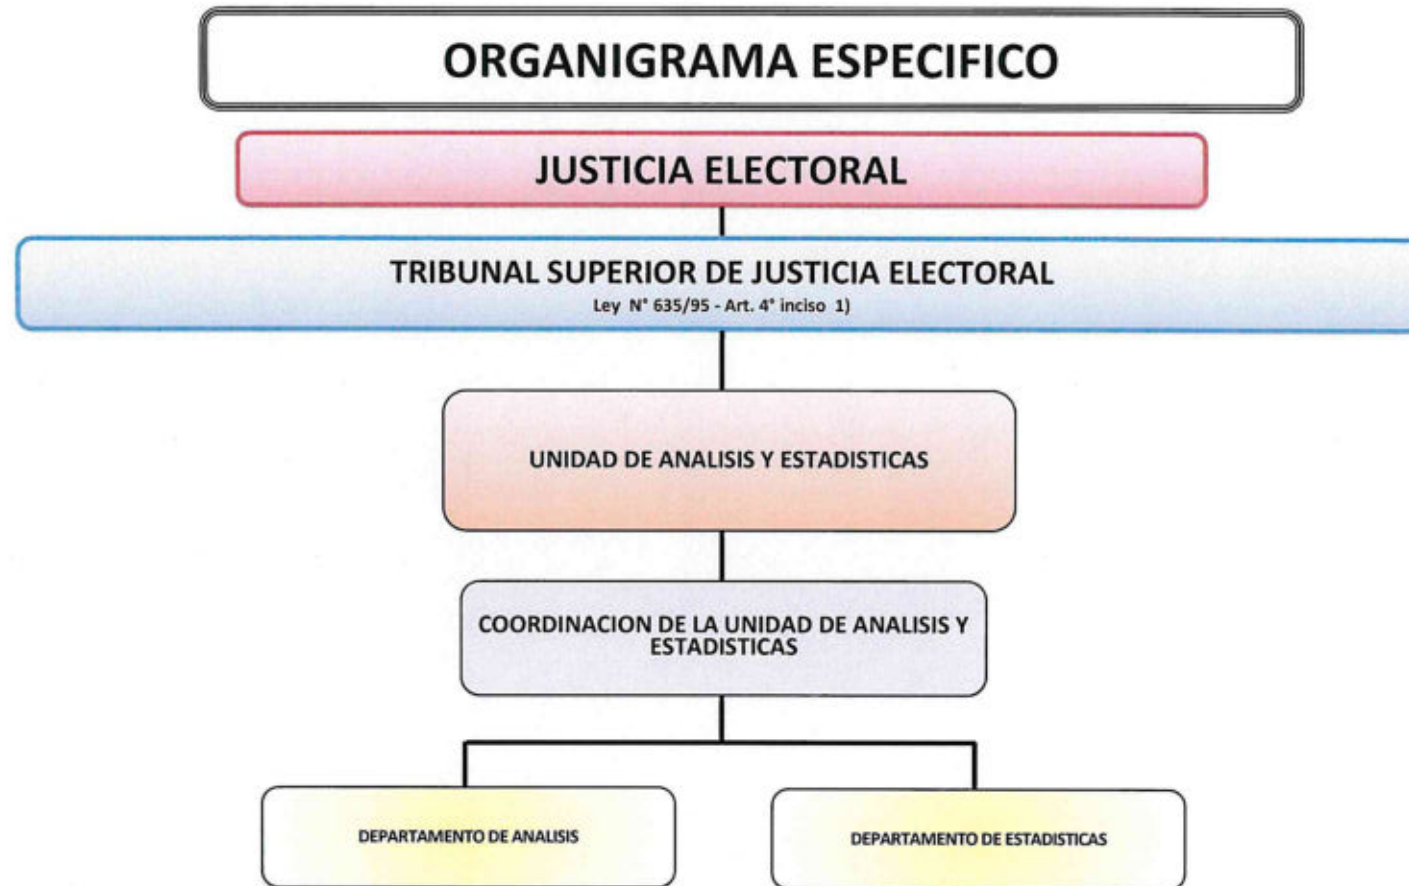 ORGANIGRAMA ESPECIFICO
JUSTICIA ELECTORAL
TRIBUNAL SUPERIOR DE JUSTICIA ELECTORAL
Ley N° 635/95 - Art. 4° inciso 1)
UNIDAD DE ANALISIS Y ESTADISTICAS
COORDINACION DE LA UNIDAD DE ANALISIS Y
ESTADISTICAS
DEPARTAMENTO DE ANALISIS
DEPARTAMENTO DE ESTADISTICAS